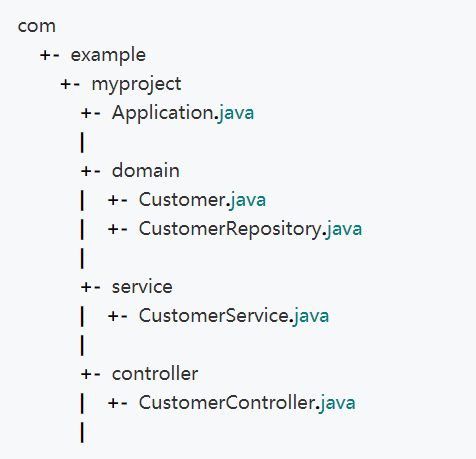 com
  +- example
    +- myproject
      +- Application.java
      |
      +- domain
      |  +- Customer.java
      |  +- CustomerRepository.java
      |
      +- service
      |  +- CustomerService.java
      |
      +- controller
      |  +- CustomerController.java
      |